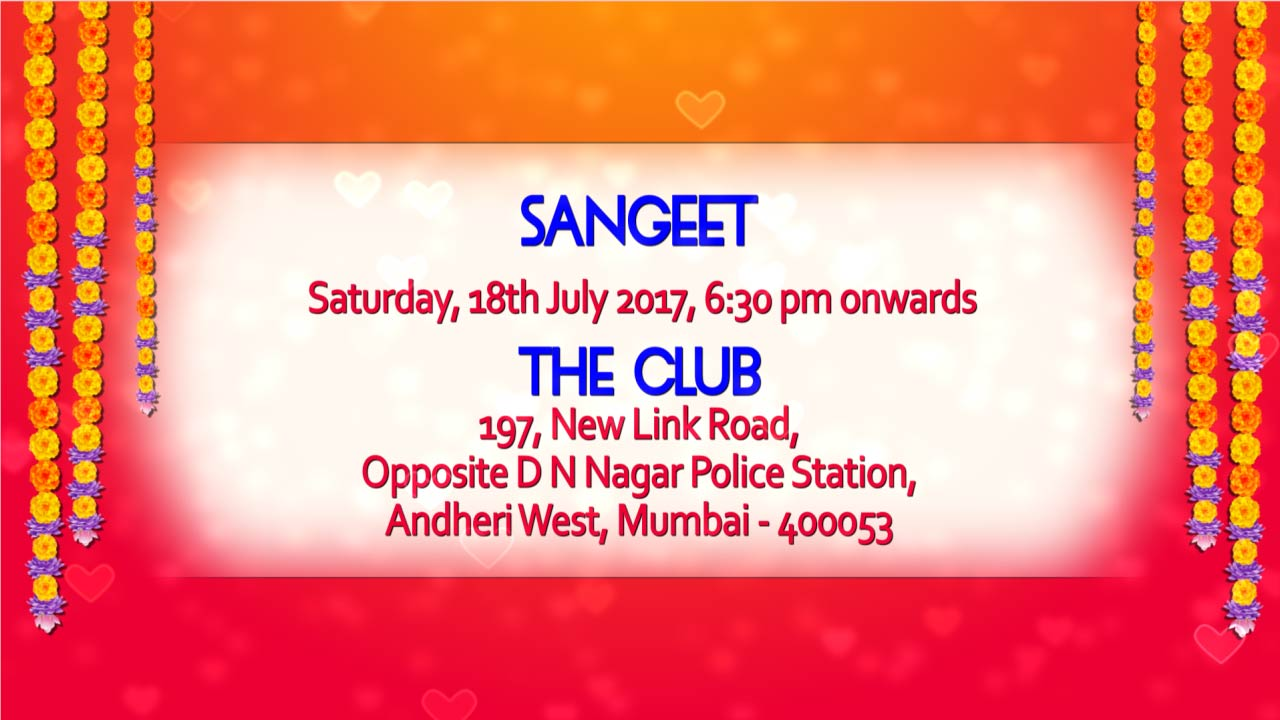 SANGEET
Saturday, 18th July 2017, 6:30 pm onwards
THE CLUB
197, New Link Road,
Opposite D N Nagar Police Station,
Andheri West, Mumbai - 400053